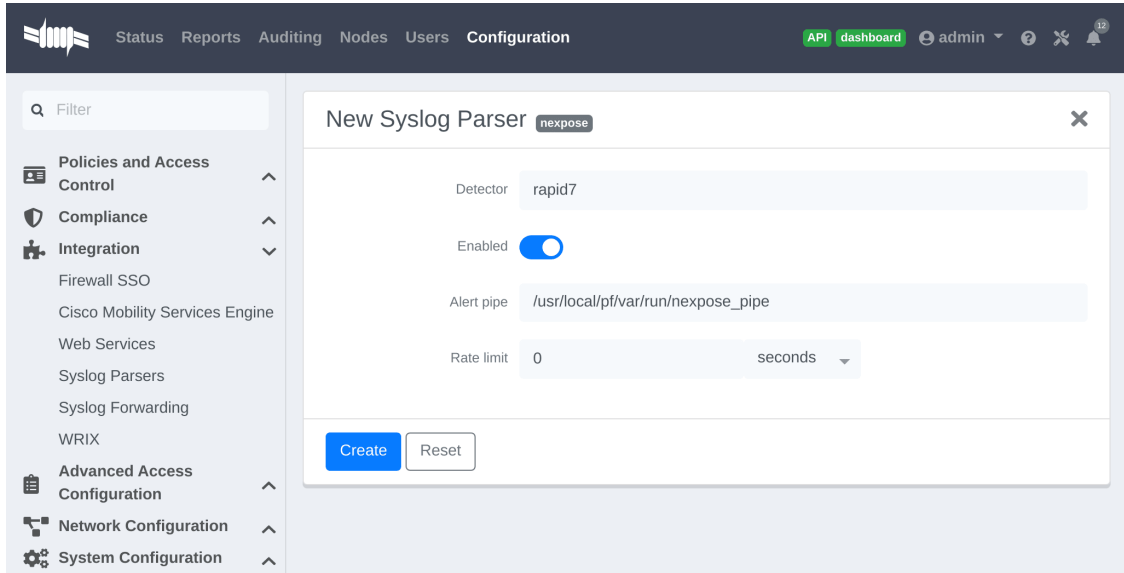 Status Reports Auditing Nodes Users Configuration API dashboard admin 12
Filter
Policies and Access
Control
Compliance
Integration
Firewall SSO
Cisco Mobility Services Engine
Web Services
Syslog Parsers
Syslog Forwarding
WRIX
Advanced Access
Configuration
Network Configuration
System Configuration
New Syslog Parser nexpose
Detector rapid7
Enabled
Alert pipe /usr/local/pf/var/run/nexpose_pipe
Rate limit 0 seconds
Create Reset